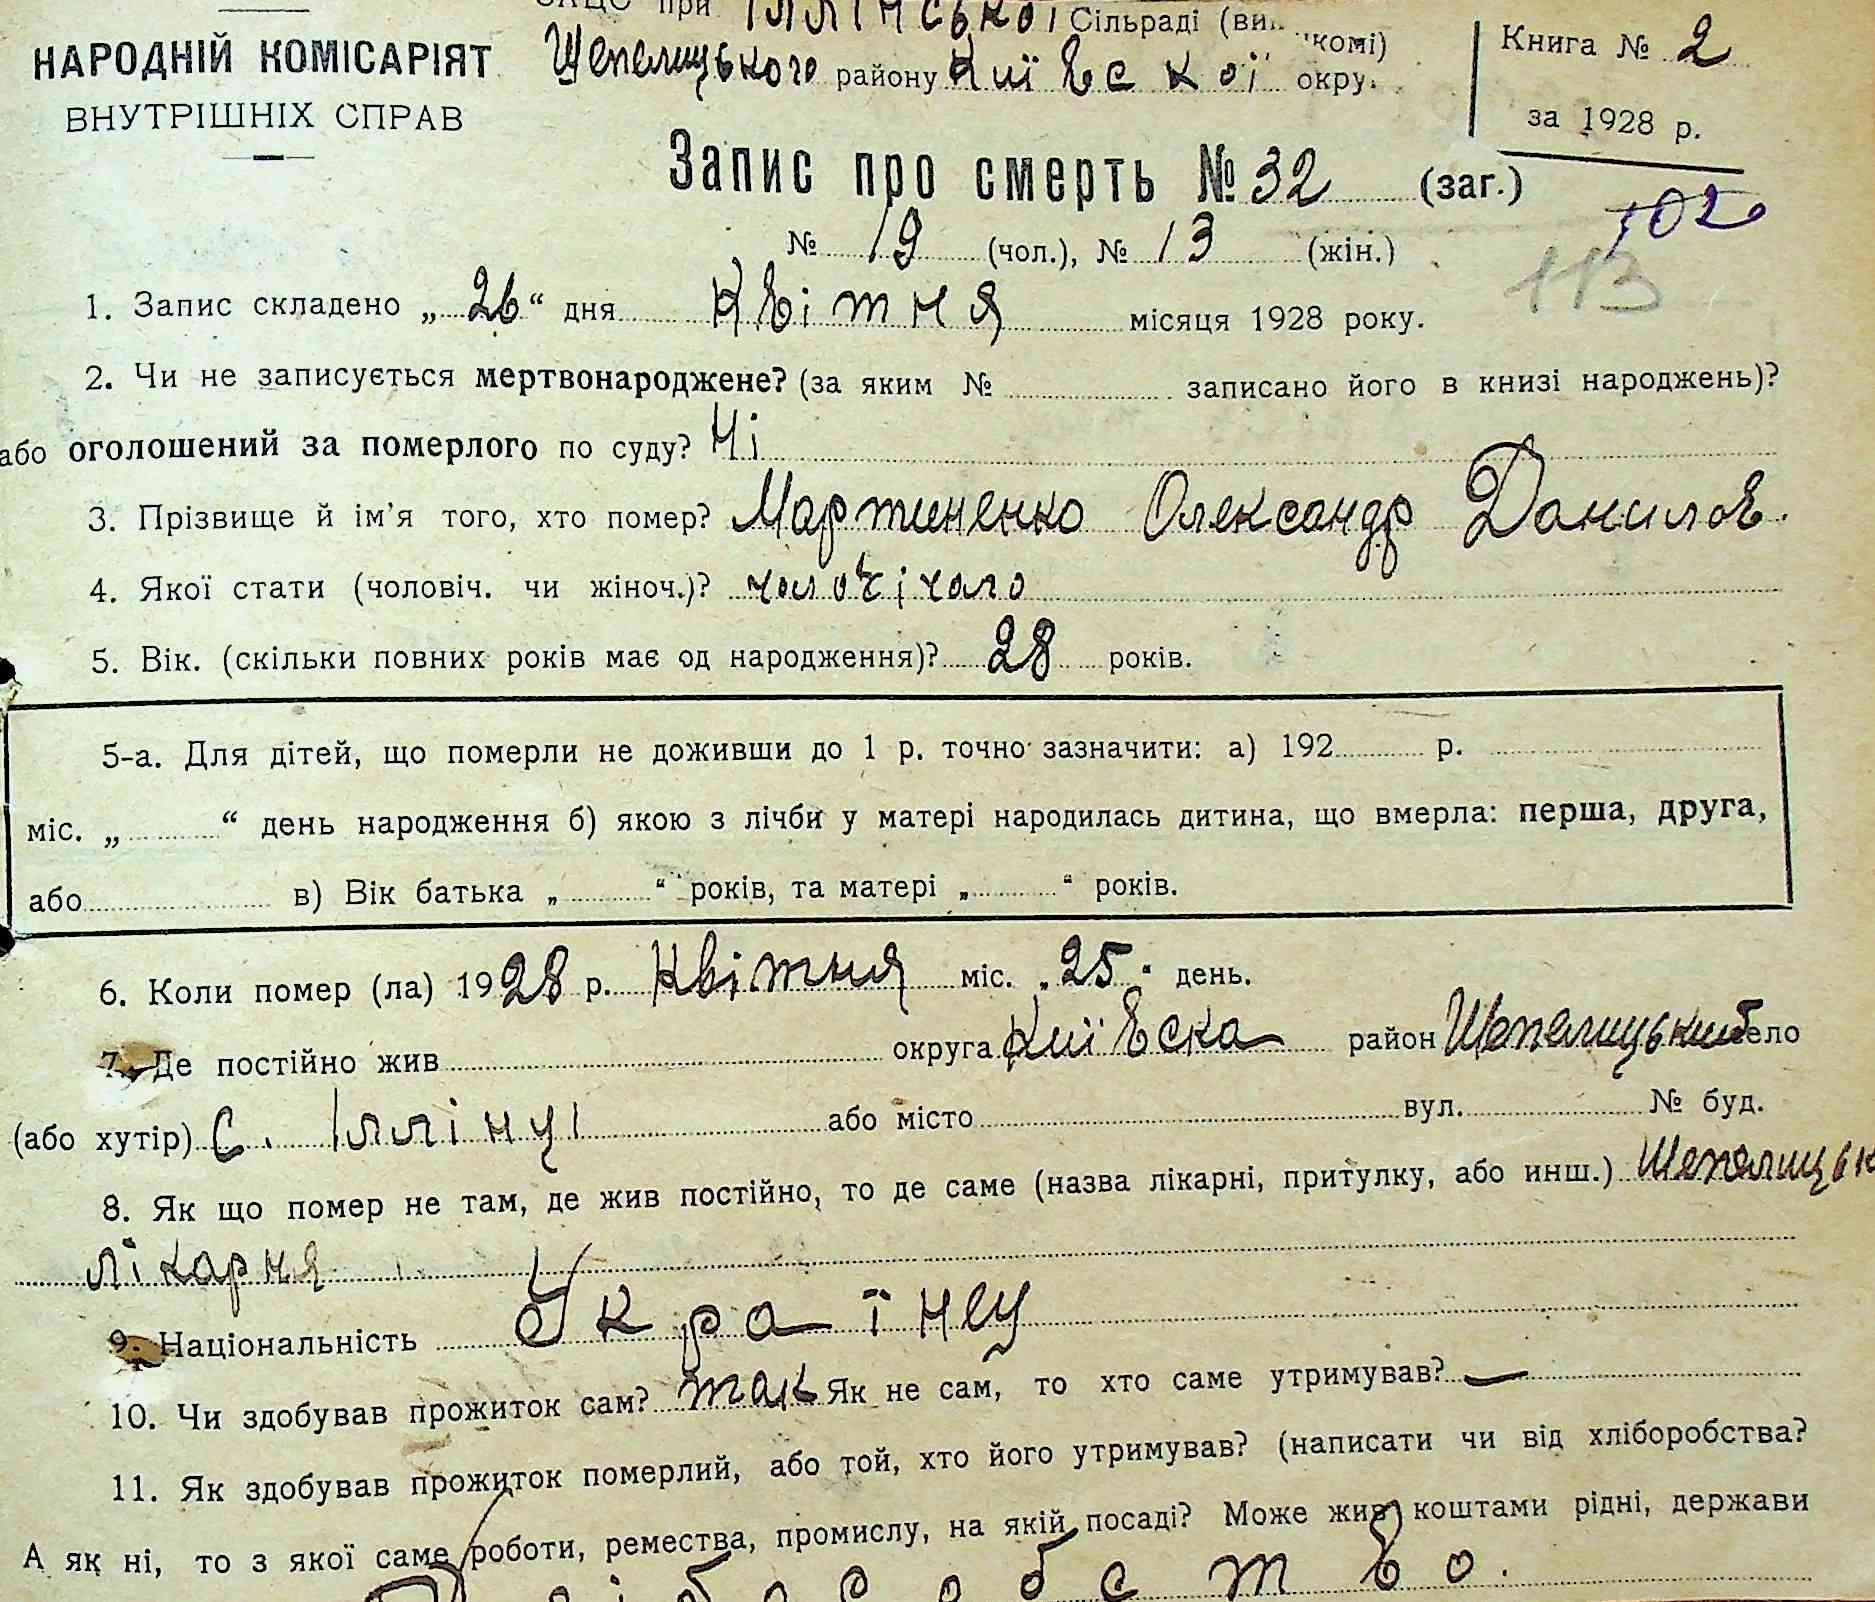 ЗАЦС при Іллінської Сільраді (вик
НАРОДНІЙ КОМІСАРІЯТ
ВНУТРІШНІХ СПРАВ
Шепелицького району Київскої окру.
Книга № 2
за 1928 р.
Запис про смерть № 32 (заг.)
№ 19 (чол.), № 13 (жін.)
102
113
1. Запис складено „26“ дня Квітня місяця 1928 року.
2. Чи не записується мертвонароджене? (за яким № записано його в книзі народжень)?
або оголошений за померлого по суду? Ні
3. Прізвище й ім'я того, хто помер? Мартиненко Олександр Данилов.
4. Якої стати (чоловіч. чи жіноч.)? чоловічого
5. Вік. (скільки повних років має од народження)? 28 років.
5-а. Для дітей, що померли не доживши до 1 р. точно зазначити: а) 192 р.
міс. „ “ день народження б) якою з лічби у матері народилась дитина, що вмерла: перша, друга,
або в) Вік батька „ “ років, та матері „ “ років.
6. Коли помер (ла) 1928 р. Квітня міс. „25“ день.
7. Де постійно жив округа Київска район Шепелицький село
(або хутір) С. Іллінці або місто вул. № буд.
8. Як що помер не там, де жив постійно, то де саме (назва лікарні, притулку, або инш.) Шепелицьк
лікарня
9. Національність Украінец
10. Чи здобував прожиток сам? так Як не сам, то хто саме утримував? —
11. Як здобував прожиток померлий, або той, хто його утримував? (написати чи від хліборобства?
А як ні, то з якої саме роботи, ремества, промислу, на якій посаді? Може жив коштами рідні, держави